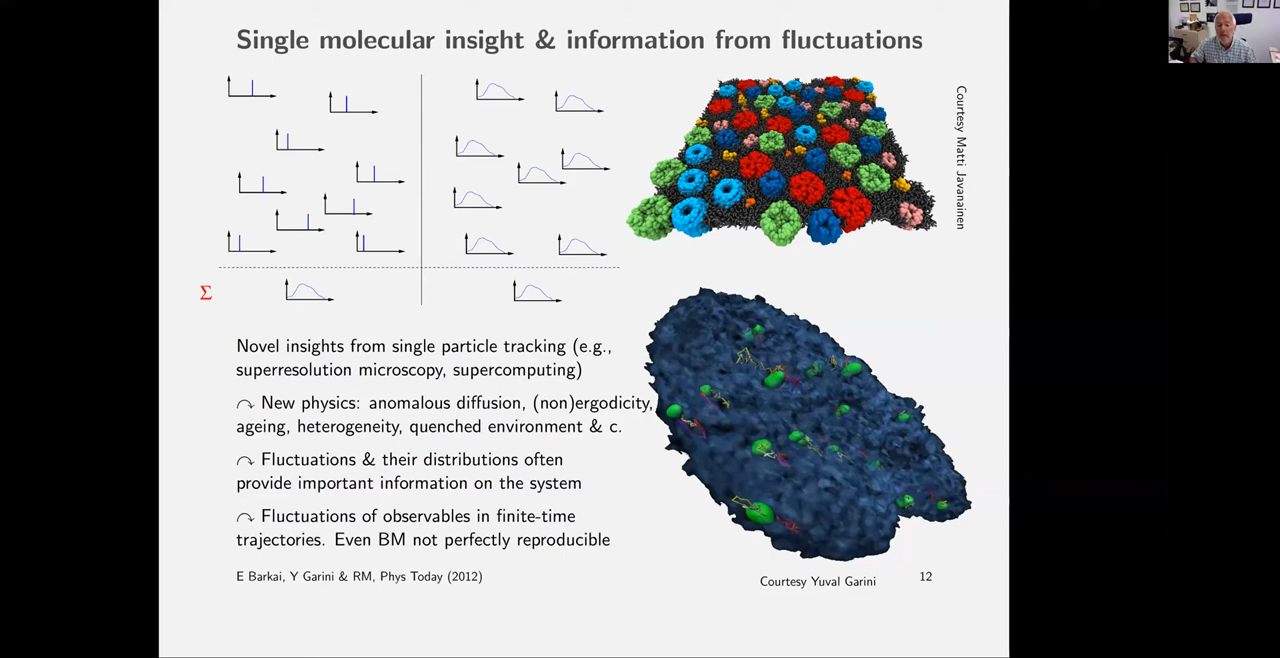 Single molecular insight & information from fluctuations
Σ
Courtesy Matti Javanainen
Novel insights from single particle tracking (e.g.,
superresolution microscopy, supercomputing)
↷ New physics: anomalous diffusion, (non)ergodicity,
ageing, heterogeneity, quenched environment & c.
↷ Fluctuations & their distributions often
provide important information on the system
↷ Fluctuations of observables in finite-time
trajectories. Even BM not perfectly reproducible
E Barkai, Y Garini & RM, Phys Today (2012)
Courtesy Yuval Garini
12